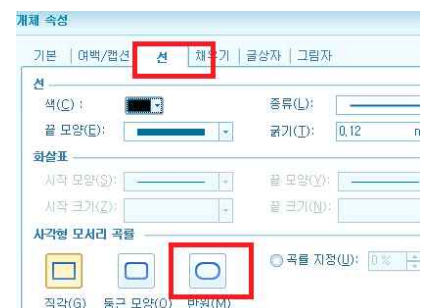 개체 속성
기본 | 여백/캡션 선 채우기 | 글상자 | 그림자
선
색(C) : 종류(L):
끝 모양(E): 굵기(T): 0,12 m
화살표
시작 모양(S): 끝 모양(V):
시작 크기(Z): 끝 크기(N):
사각형 모서리 곡률
곡률 지정(U): 0 %
직각(G) 둥근 모양(O) 반원(M)